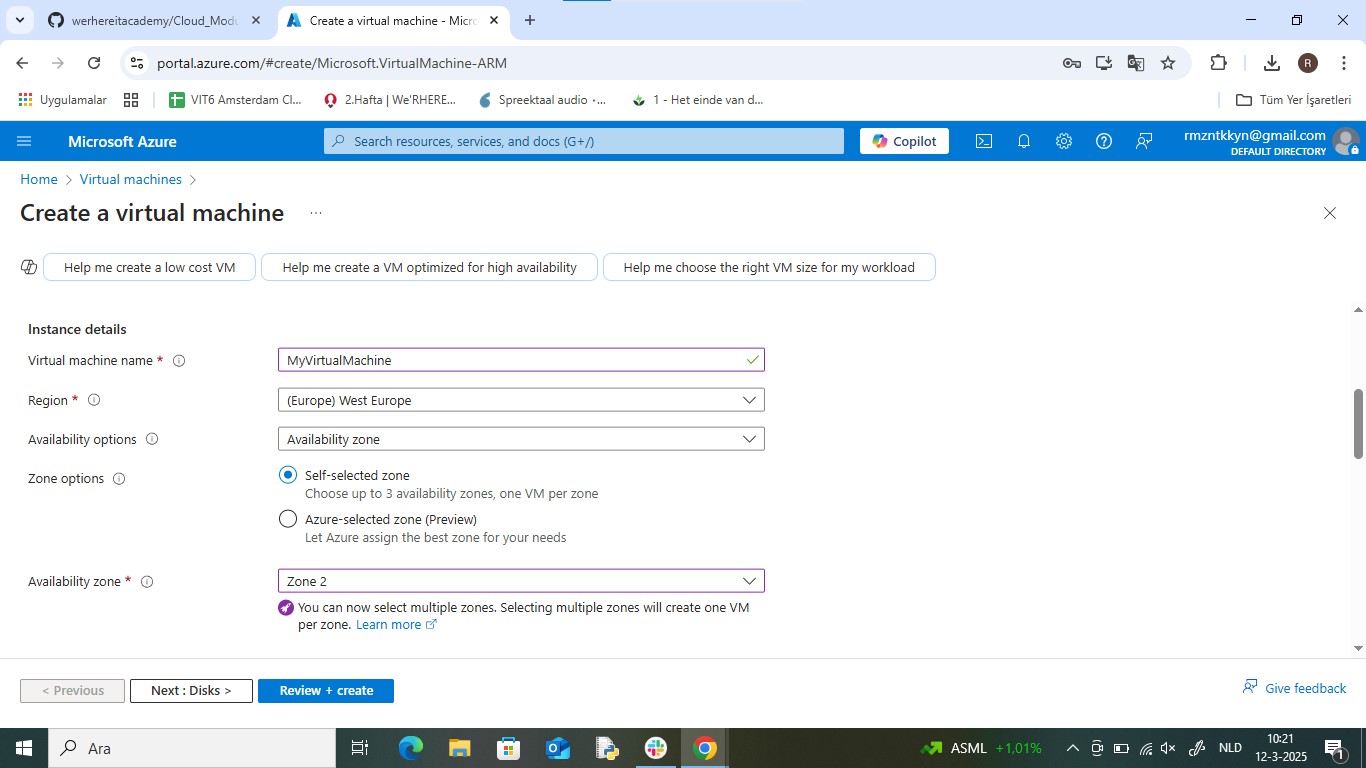 werhereitacademy/Cloud_Modu
Create a virtual machine - Micro
portal.azure.com/#create/Microsoft.VirtualMachine-ARM
R
Uygulamalar
VIT6 Amsterdam Cl...
2.Hafta | We'RHERE...
Spreektaal audio -...
1 - Het einde van d...
Tüm Yer İşaretleri
Microsoft Azure
Search resources, services, and docs (G+/)
Copilot
rmzntkkyn@gmail.com
DEFAULT DIRECTORY
Home > Virtual machines >
Create a virtual machine ...
Help me create a low cost VM
Help me create a VM optimized for high availability
Help me choose the right VM size for my workload
Instance details
Virtual machine name *
MyVirtualMachine
Region *
(Europe) West Europe
Availability options
Availability zone
Zone options
Self-selected zone
Choose up to 3 availability zones, one VM per zone
Azure-selected zone (Preview)
Let Azure assign the best zone for your needs
Availability zone *
Zone 2
You can now select multiple zones. Selecting multiple zones will create one VM
per zone. Learn more
< Previous
Next : Disks >
Review + create
Give feedback
Ara
ASML +1,01%
NLD
10:21
12-3-2025
1